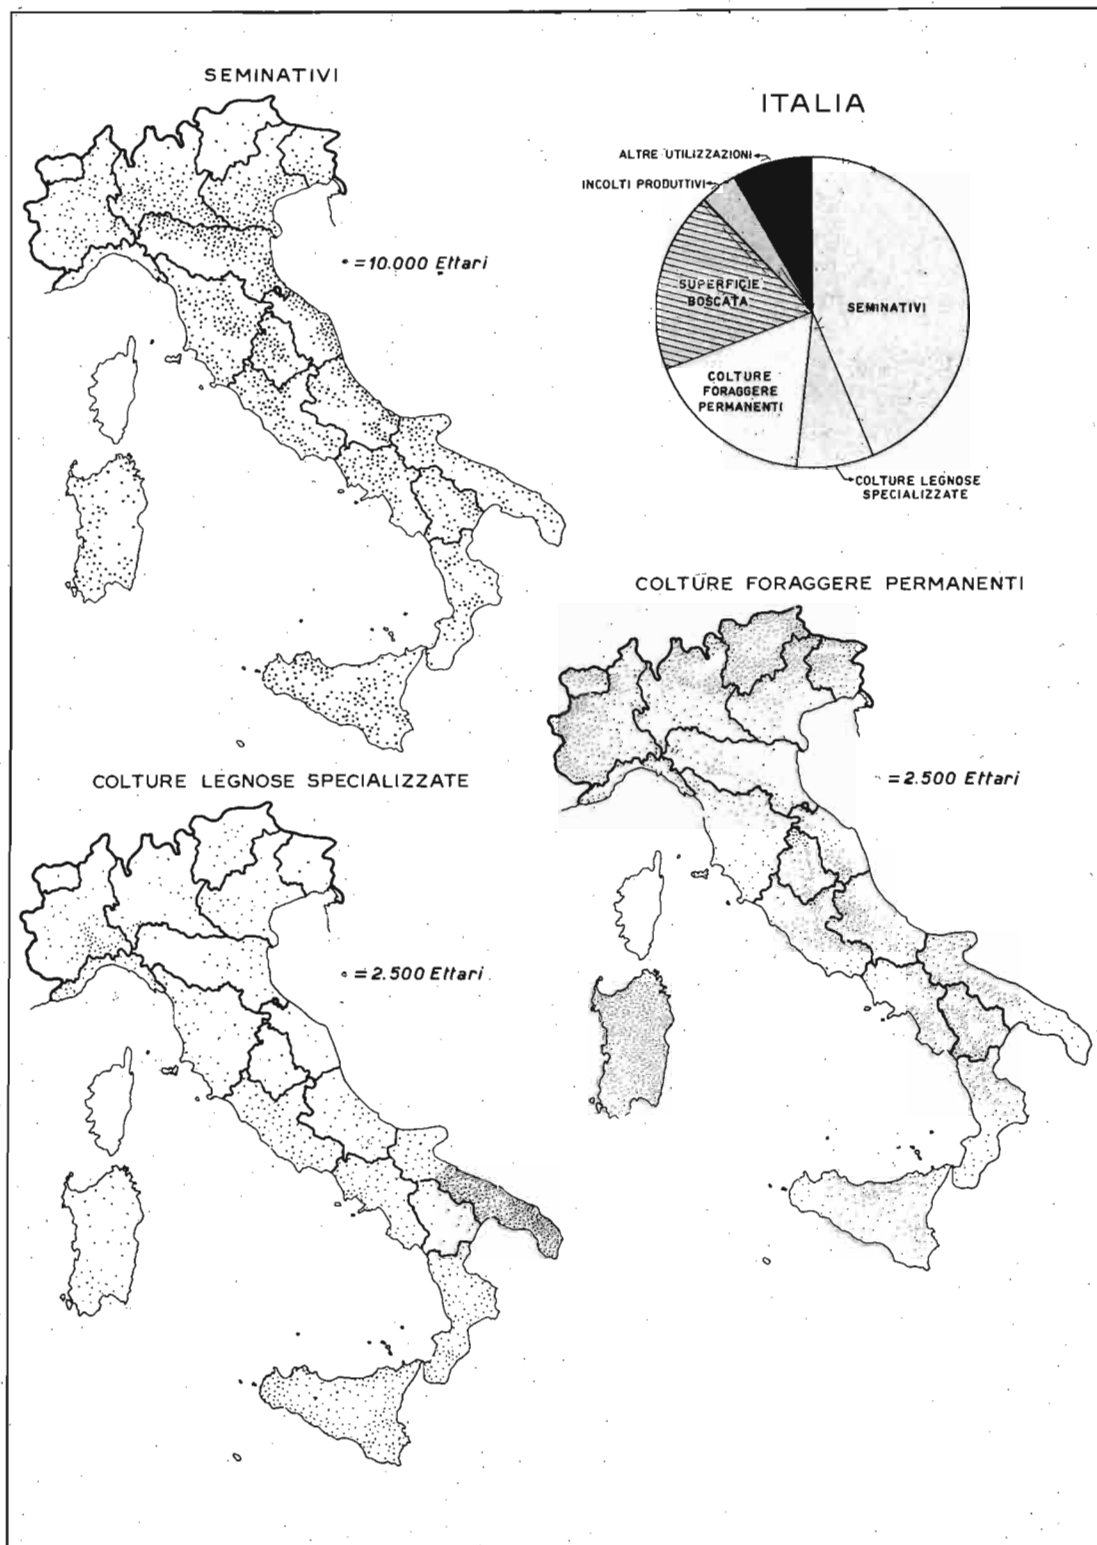 SEMINATIVI
= 10.000 Ettari
ITALIA
ALTRE UTILIZZAZIONI
INCOLTI PRODUTTIVI
SUPERFICIE
BOSCATA
SEMINATIVI
COLTURE
FORAGGERE
PERMANENTI
COLTURE LEGNOSE
SPECIALIZZATE
COLTURE FORAGGERE PERMANENTI
= 2.500 Ettari
COLTURE LEGNOSE SPECIALIZZATE
= 2.500 Ettari